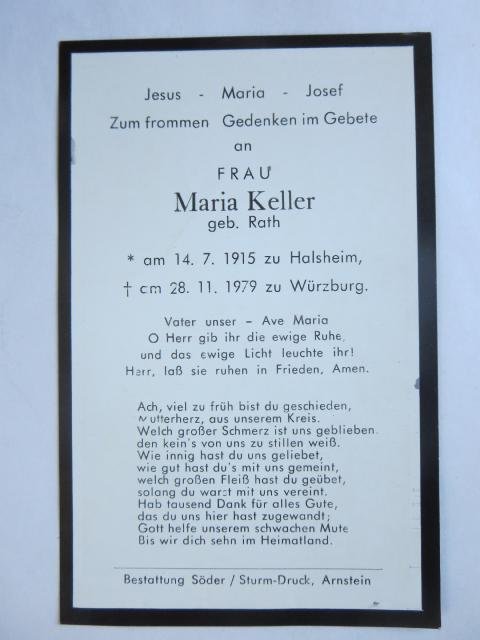 Jesus - Maria - Josef
Zum frommen Gedenken im Gebete
an
FRAU
Maria Keller
geb. Rath
* am 14. 7. 1915 zu Halsheim,
† am 28. 11. 1979 zu Würzburg.
Vater unser - Ave Maria
O Herr gib ihr die ewige Ruhe,
und das ewige Licht leuchte ihr!
Herr, laß sie ruhen in Frieden, Amen.
Ach, viel zu früh bist du geschieden,
Mutterherz, aus unserem Kreis.
Welch großer Schmerz ist uns geblieben
den kein's von uns zu stillen weiß.
Wie innig hast du uns geliebet,
wie gut hast du's mit uns gemeint,
welch großen Fleiß hast du geübet,
solang du warst mit uns vereint.
Hab tausend Dank für alles Gute,
das du uns hier hast zugewandt;
Gott helfe unserem schwachen Mute
Bis wir dich sehn im Heimatland.
Bestattung Söder / Sturm-Druck, Arnstein